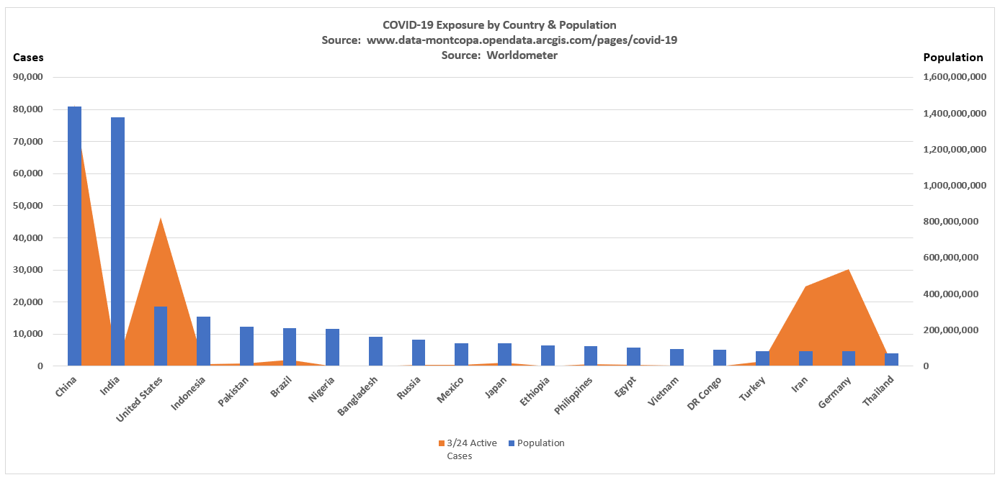 COVID-19 Exposure by Country & Population
Source:  www.data-montcopa.opendata.arcgis.com/pages/covid-19
Source:  Worldometer
Cases
Population
90,000
80,000
70,000
60,000
50,000
40,000
30,000
20,000
10,000
0
1,600,000,000
1,400,000,000
1,200,000,000
1,000,000,000
800,000,000
600,000,000
400,000,000
200,000,000
0
China
India
United States
Indonesia
Pakistan
Brazil
Nigeria
Bangladesh
Russia
Mexico
Japan
Ethiopia
Philippines
Egypt
Vietnam
DR Congo
Turkey
Iran
Germany
Thailand
3/24 Active
Cases
Population